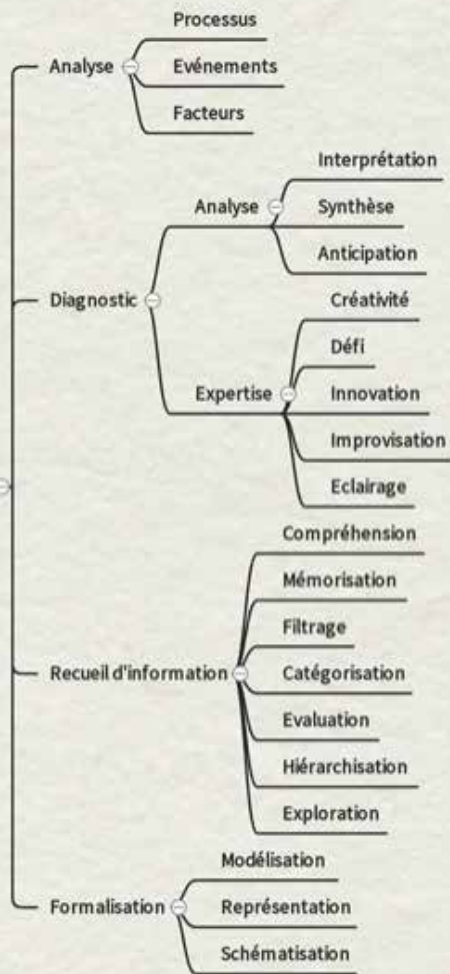 Analyse
Processus
Evénements
Facteurs
Diagnostic
Analyse
Interprétation
Synthèse
Anticipation
Expertise
Créativité
Défi
Innovation
Improvisation
Eclairage
Recueil d'information
Compréhension
Mémorisation
Filtrage
Catégorisation
Evaluation
Hiérarchisation
Exploration
Formalisation
Modélisation
Représentation
Schématisation